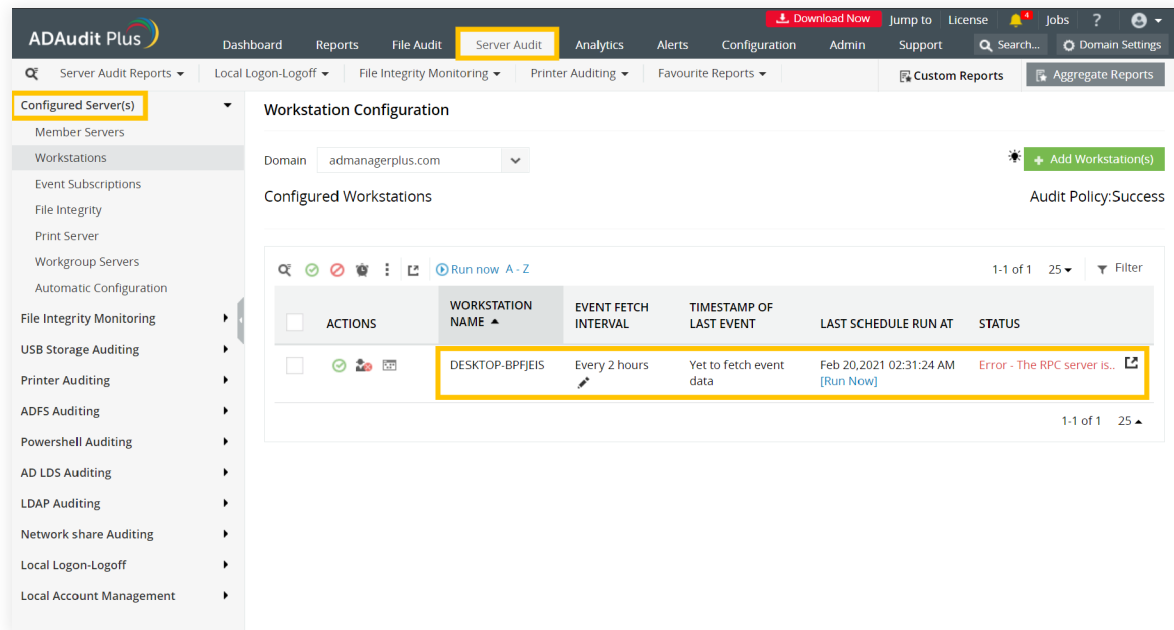 Download Now Jump to License 4 Jobs ?
ADAudit Plus
Dashboard Reports File Audit Server Audit Analytics Alerts Configuration Admin Support Search... Domain Settings
Server Audit Reports Local Logon-Logoff File Integrity Monitoring Printer Auditing Favourite Reports Custom Reports Aggregate Reports
Configured Server(s)
Member Servers
Workstations
Event Subscriptions
File Integrity
Print Server
Workgroup Servers
Automatic Configuration
File Integrity Monitoring
USB Storage Auditing
Printer Auditing
ADFS Auditing
Powershell Auditing
AD LDS Auditing
LDAP Auditing
Network share Auditing
Local Logon-Logoff
Local Account Management
Workstation Configuration
Domain admanagerplus.com
+ Add Workstation(s)
Configured Workstations Audit Policy:Success
Run now A - Z 1-1 of 1 25 Filter
ACTIONS WORKSTATION NAME EVENT FETCH INTERVAL TIMESTAMP OF LAST EVENT LAST SCHEDULE RUN AT STATUS
DESKTOP-BPFJEIS Every 2 hours Yet to fetch event data Feb 20,2021 02:31:24 AM [Run Now] Error - The RPC server is..
1-1 of 1 25